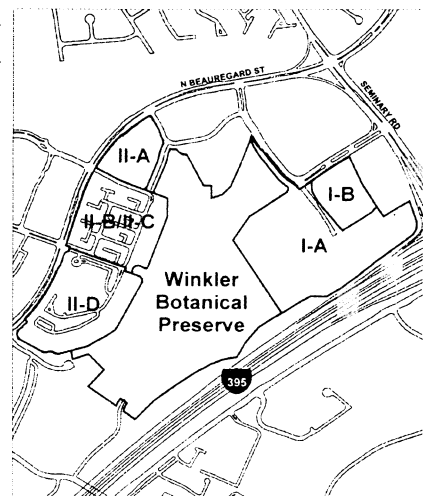 N BEAUREGARD ST
SEMINARY RD
II-A
I-B
II-B/II-C
I-A
II-D
Winkler
Botanical
Preserve
395